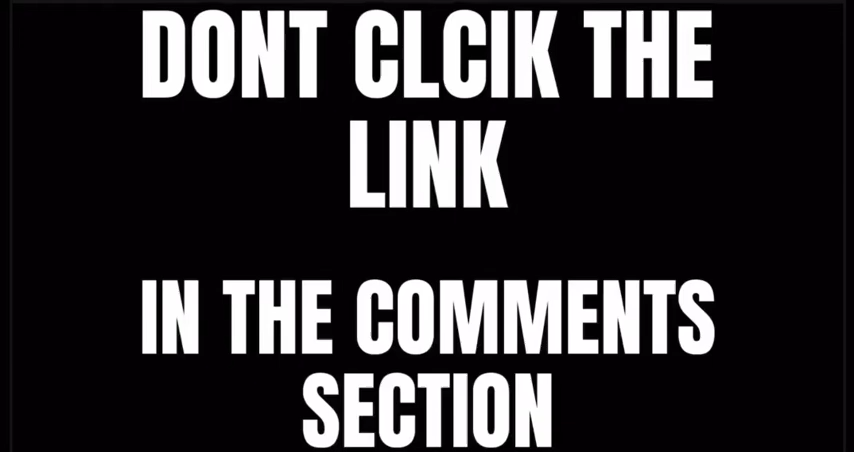 DONT CLCIK THE
LINK
IN THE COMMENTS
SECTION